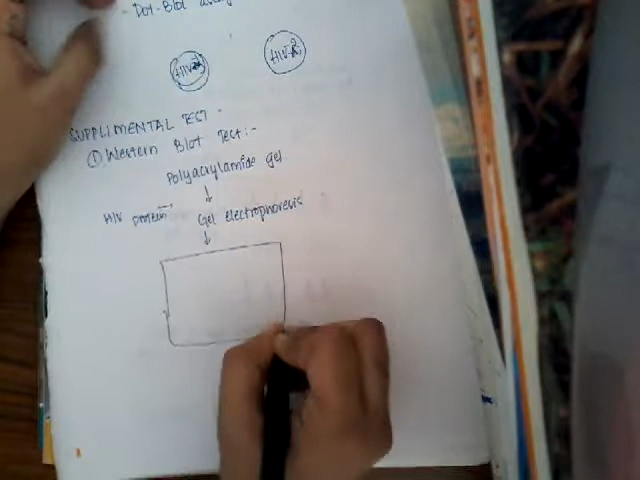 - Dot-Blot assay
HIV-1 HIV-2
SUPPLIMENTAL TEST -
① Western Blot Test :-
Polyacrylamide gel
↓
HIV protein → Gel electrophoresis
↓